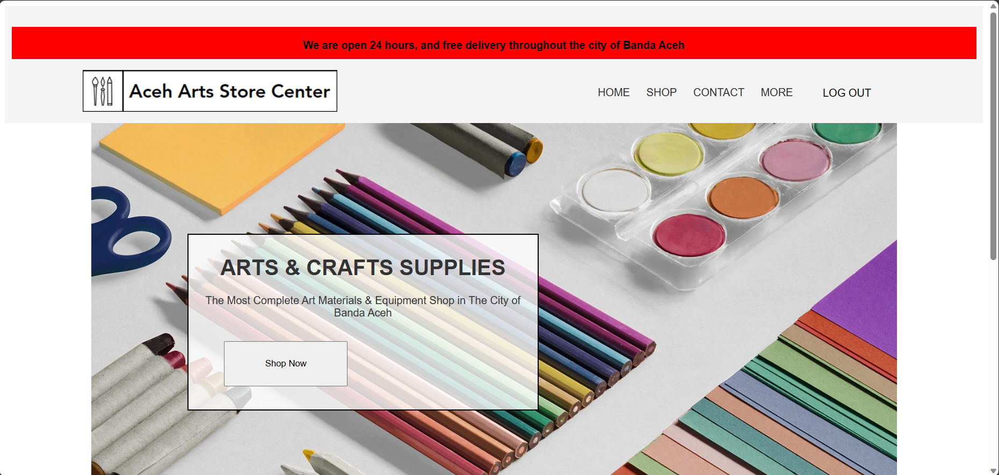 We are open 24 hours, and free delivery throughout the city of Banda Aceh
Aceh Arts Store Center
HOME SHOP CONTACT MORE LOG OUT
ARTS & CRAFTS SUPPLIES
The Most Complete Art Materials & Equipment Shop in The City of
Banda Aceh
Shop Now